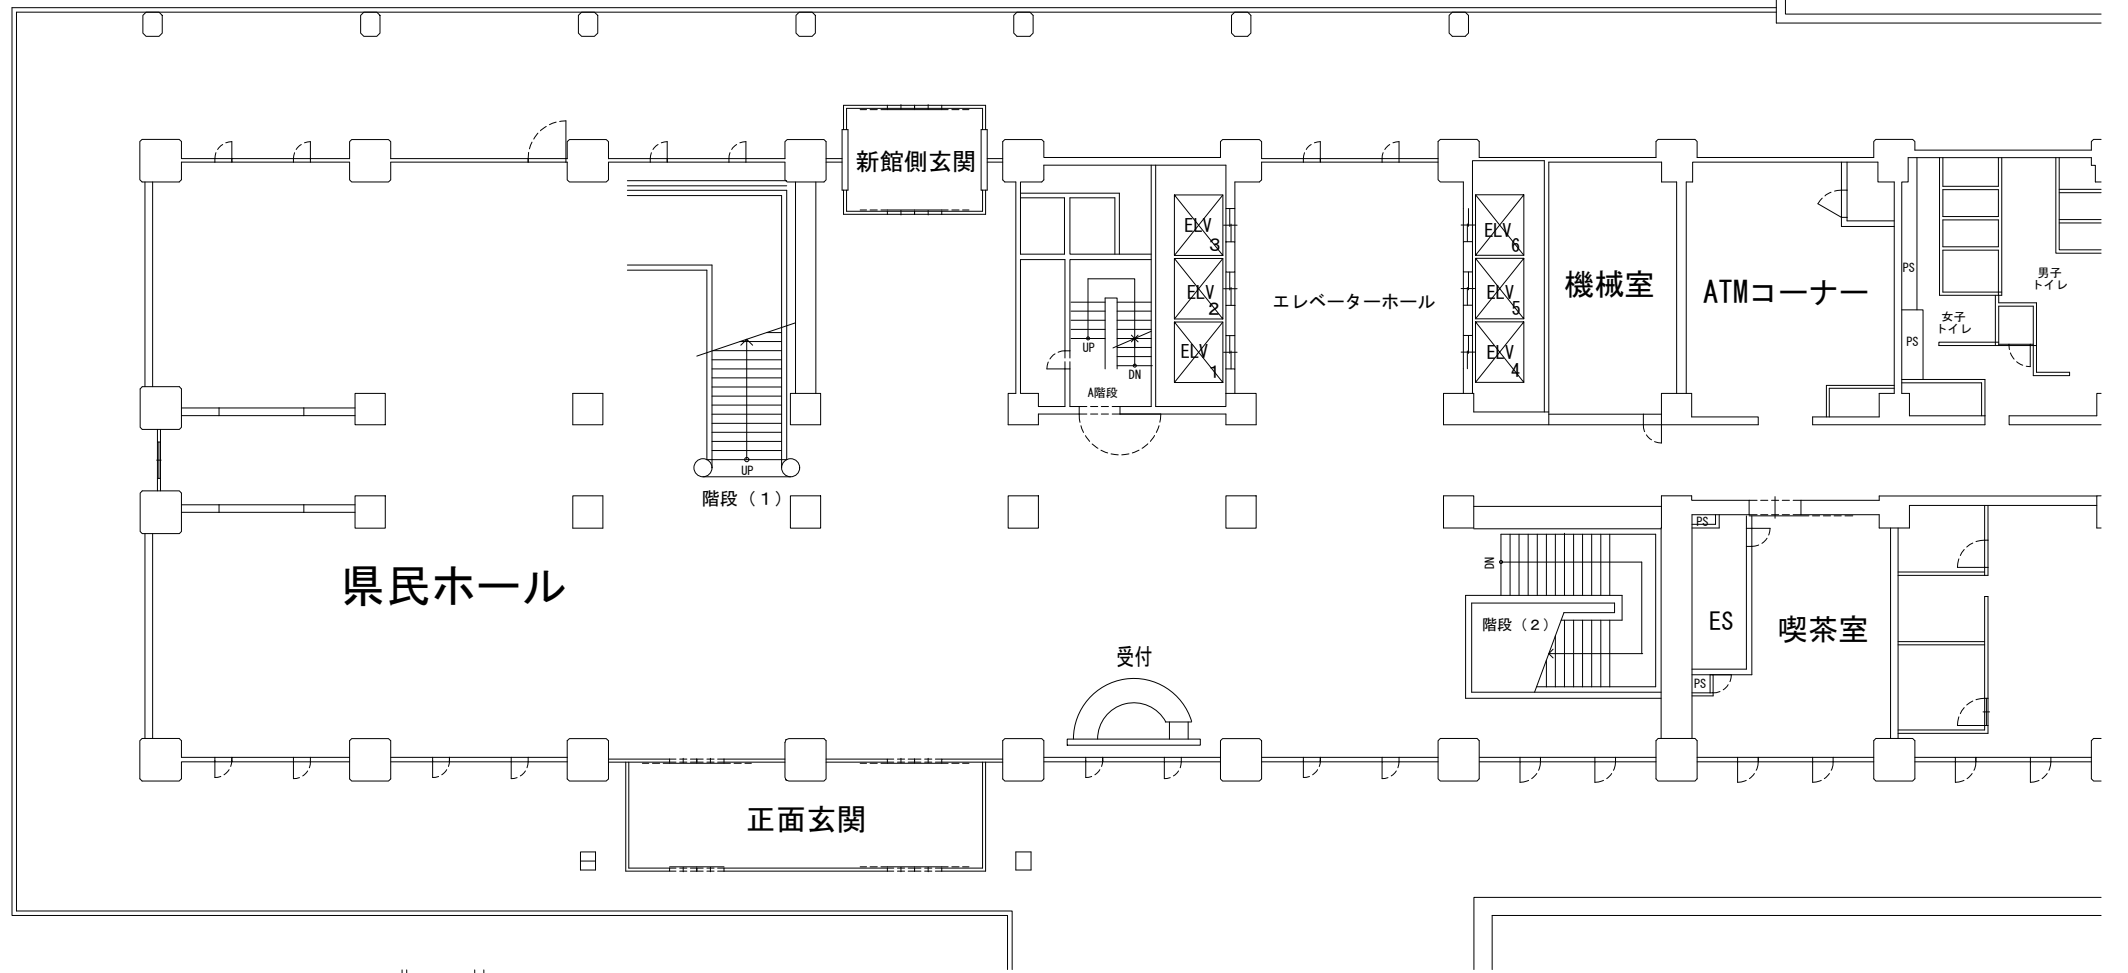 新館側玄関
ELV
3
ELV
2
ELV
1
エレベーターホール
ELV
6
ELV
5
ELV
4
機械室
ATMコーナー
PS
PS
男子
トイレ
女子
トイレ
UP
DN
A階段
UP
階段（１）
県民ホール
受付
DN
階段（２）
PS
ES
PS
喫茶室
正面玄関